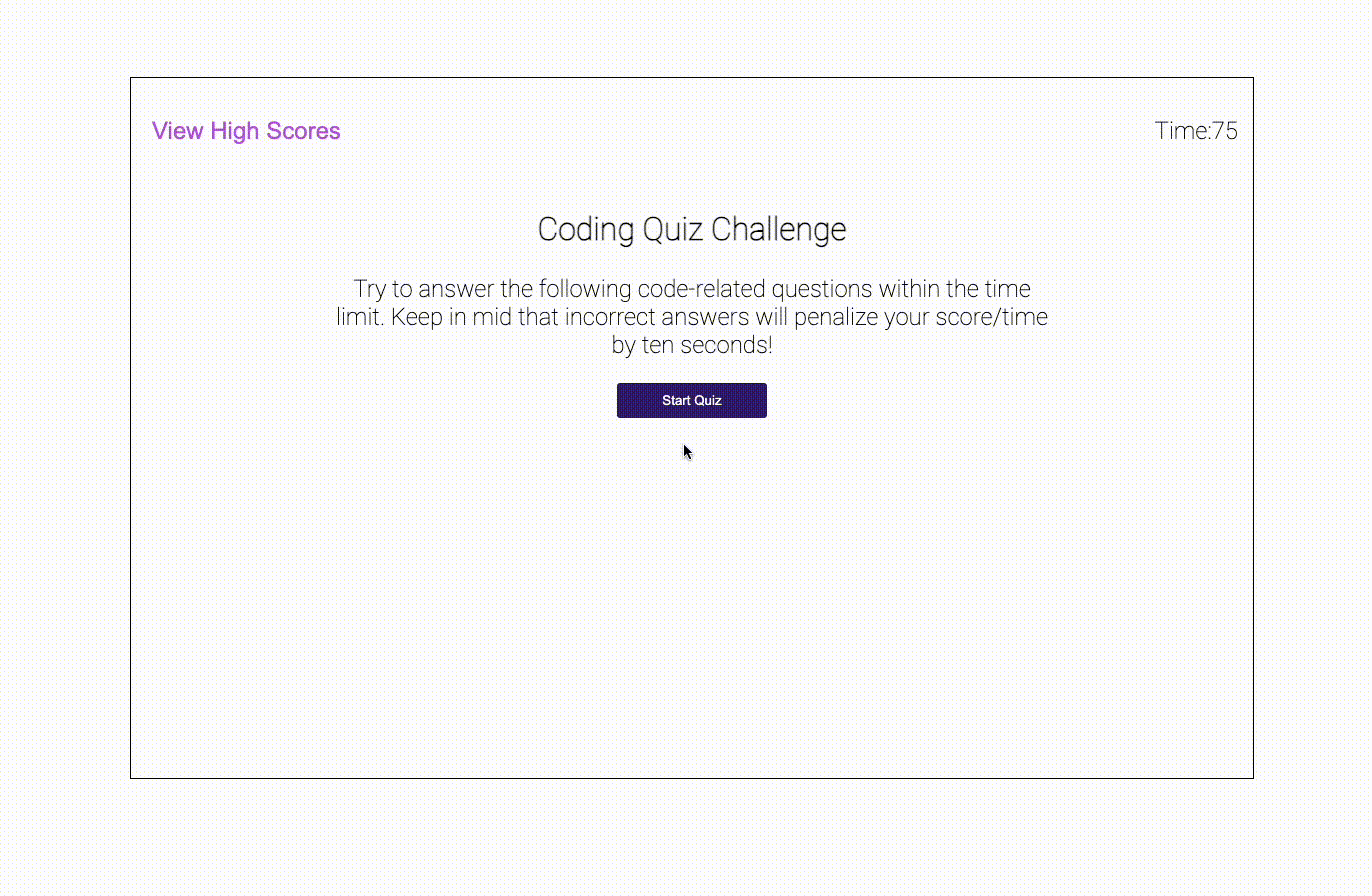 View High Scores
Time:75
Coding Quiz Challenge
Try to answer the following code-related questions within the time
limit. Keep in mid that incorrect answers will penalize your score/time
by ten seconds!
Start Quiz